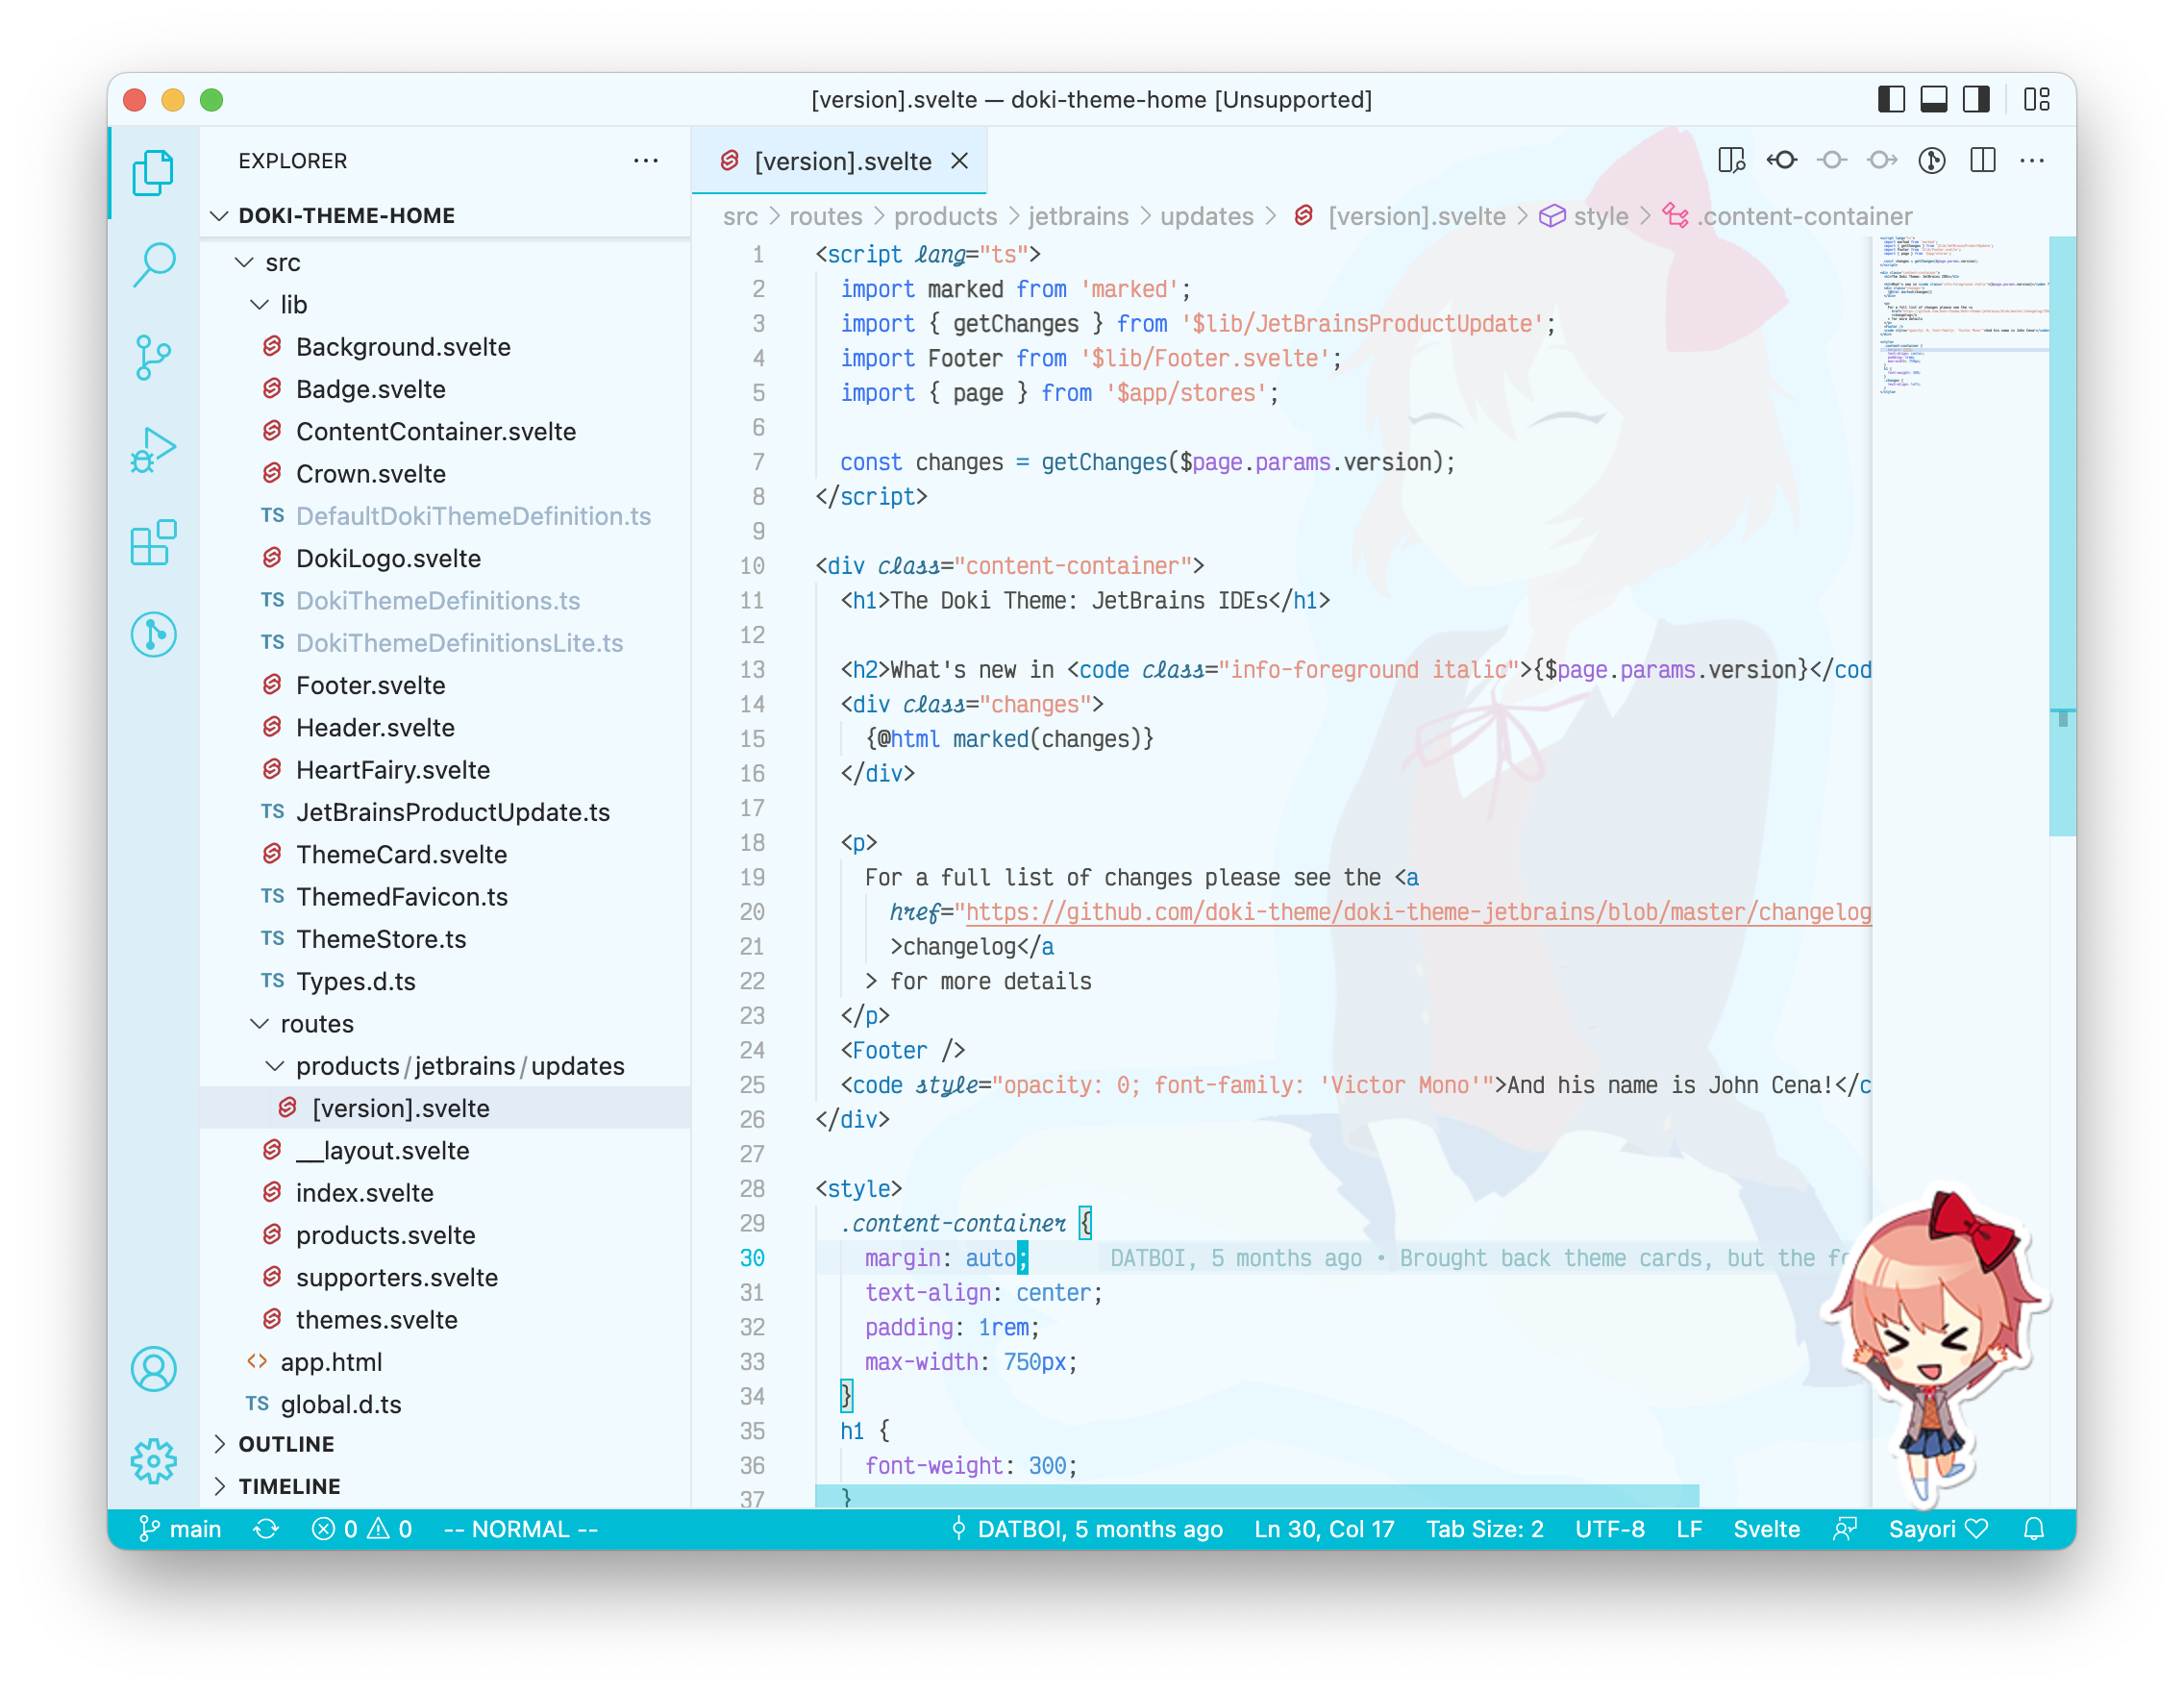 [version].svelte — doki-theme-home [Unsupported]
EXPLORER
DOKI-THEME-HOME
src
lib
Background.svelte
Badge.svelte
ContentContainer.svelte
Crown.svelte
TS DefaultDokiThemeDefinition.ts
DokiLogo.svelte
TS DokiThemeDefinitions.ts
TS DokiThemeDefinitionsLite.ts
Footer.svelte
Header.svelte
HeartFairy.svelte
TS JetBrainsProductUpdate.ts
ThemeCard.svelte
TS ThemedFavicon.ts
TS ThemeStore.ts
TS Types.d.ts
routes
products/jetbrains/updates
[version].svelte
__layout.svelte
index.svelte
products.svelte
supporters.svelte
themes.svelte
app.html
TS global.d.ts
OUTLINE
TIMELINE
[version].svelte
src > routes > products > jetbrains > updates > [version].svelte > style > .content-container
1 <script lang="ts">
2 import marked from 'marked';
3 import { getChanges } from '$lib/JetBrainsProductUpdate';
4 import Footer from '$lib/Footer.svelte';
5 import { page } from '$app/stores';
6
7 const changes = getChanges($page.params.version);
8 </script>
9
10 <div class="content-container">
11 <h1>The Doki Theme: JetBrains IDEs</h1>
12
13 <h2>What's new in <code class="info-foreground italic">{$page.params.version}</cod
14 <div class="changes">
15 {@html marked(changes)}
16 </div>
17
18 <p>
19 For a full list of changes please see the <a
20 href="https://github.com/doki-theme/doki-theme-jetbrains/blob/master/changelog
21 >changelog</a
22 > for more details
23 </p>
24 <Footer />
25 <code style="opacity: 0; font-family: 'Victor Mono'">And his name is John Cena!</c
26 </div>
27
28 <style>
29 .content-container {
30 margin: auto; DATBOI, 5 months ago • Brought back theme cards, but the fo
31 text-align: center;
32 padding: 1rem;
33 max-width: 750px;
34 }
35 h1 {
36 font-weight: 300;
37 }
main 0 0 -- NORMAL -- DATBOI, 5 months ago Ln 30, Col 17 Tab Size: 2 UTF-8 LF Svelte Sayori ♡